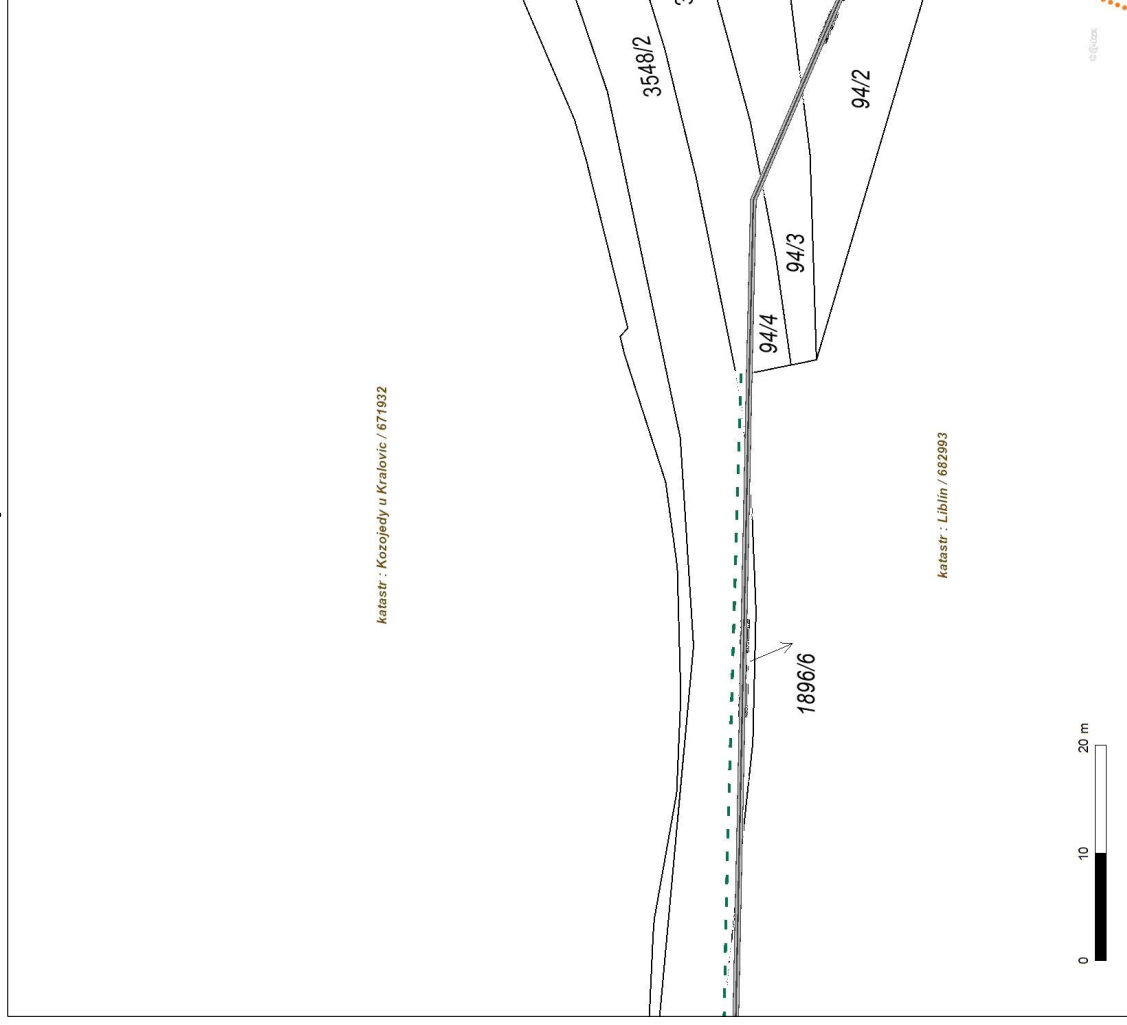 katastr : Kozojedy u Kralovic / 671932
3548/2
94/4
94/3
94/2
1896/6
katastr : Liblín / 682993
0 10 20 m